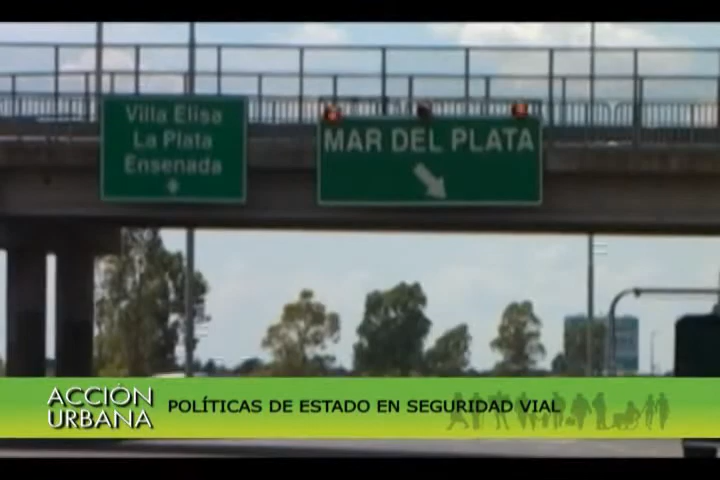 Villa Elisa
La Plata
Ensenada
MAR DEL PLATA
ACCIÓN
URBANA
POLÍTICAS DE ESTADO EN SEGURIDAD VIAL